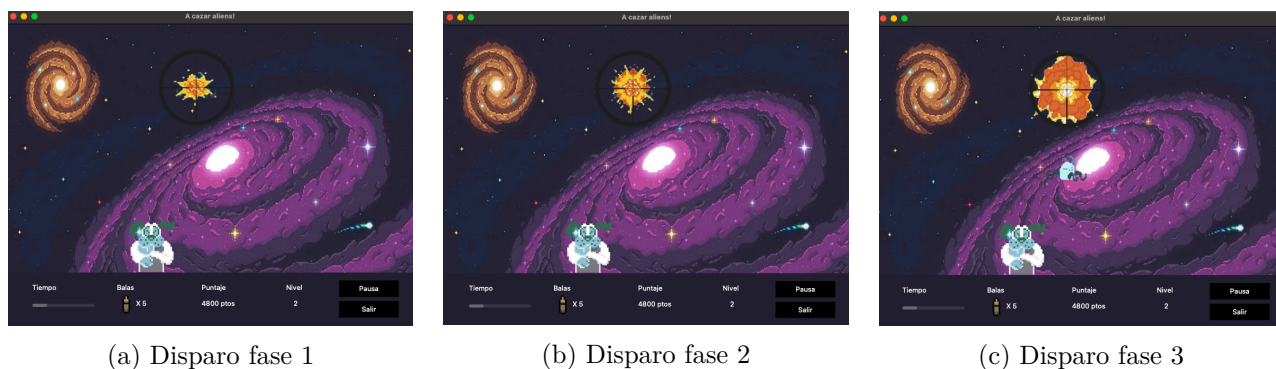 A cazar aliens!
Tiempo Balas Puntaje Nivel Pausa
X 5 4800 ptos 2 Salir
(a) Disparo fase 1
A cazar aliens!
Tiempo Balas Puntaje Nivel Pausa
X 5 4800 ptos 2 Salir
(b) Disparo fase 2
A cazar aliens!
Tiempo Balas Puntaje Nivel Pausa
X 5 4800 ptos 2 Salir
(c) Disparo fase 3